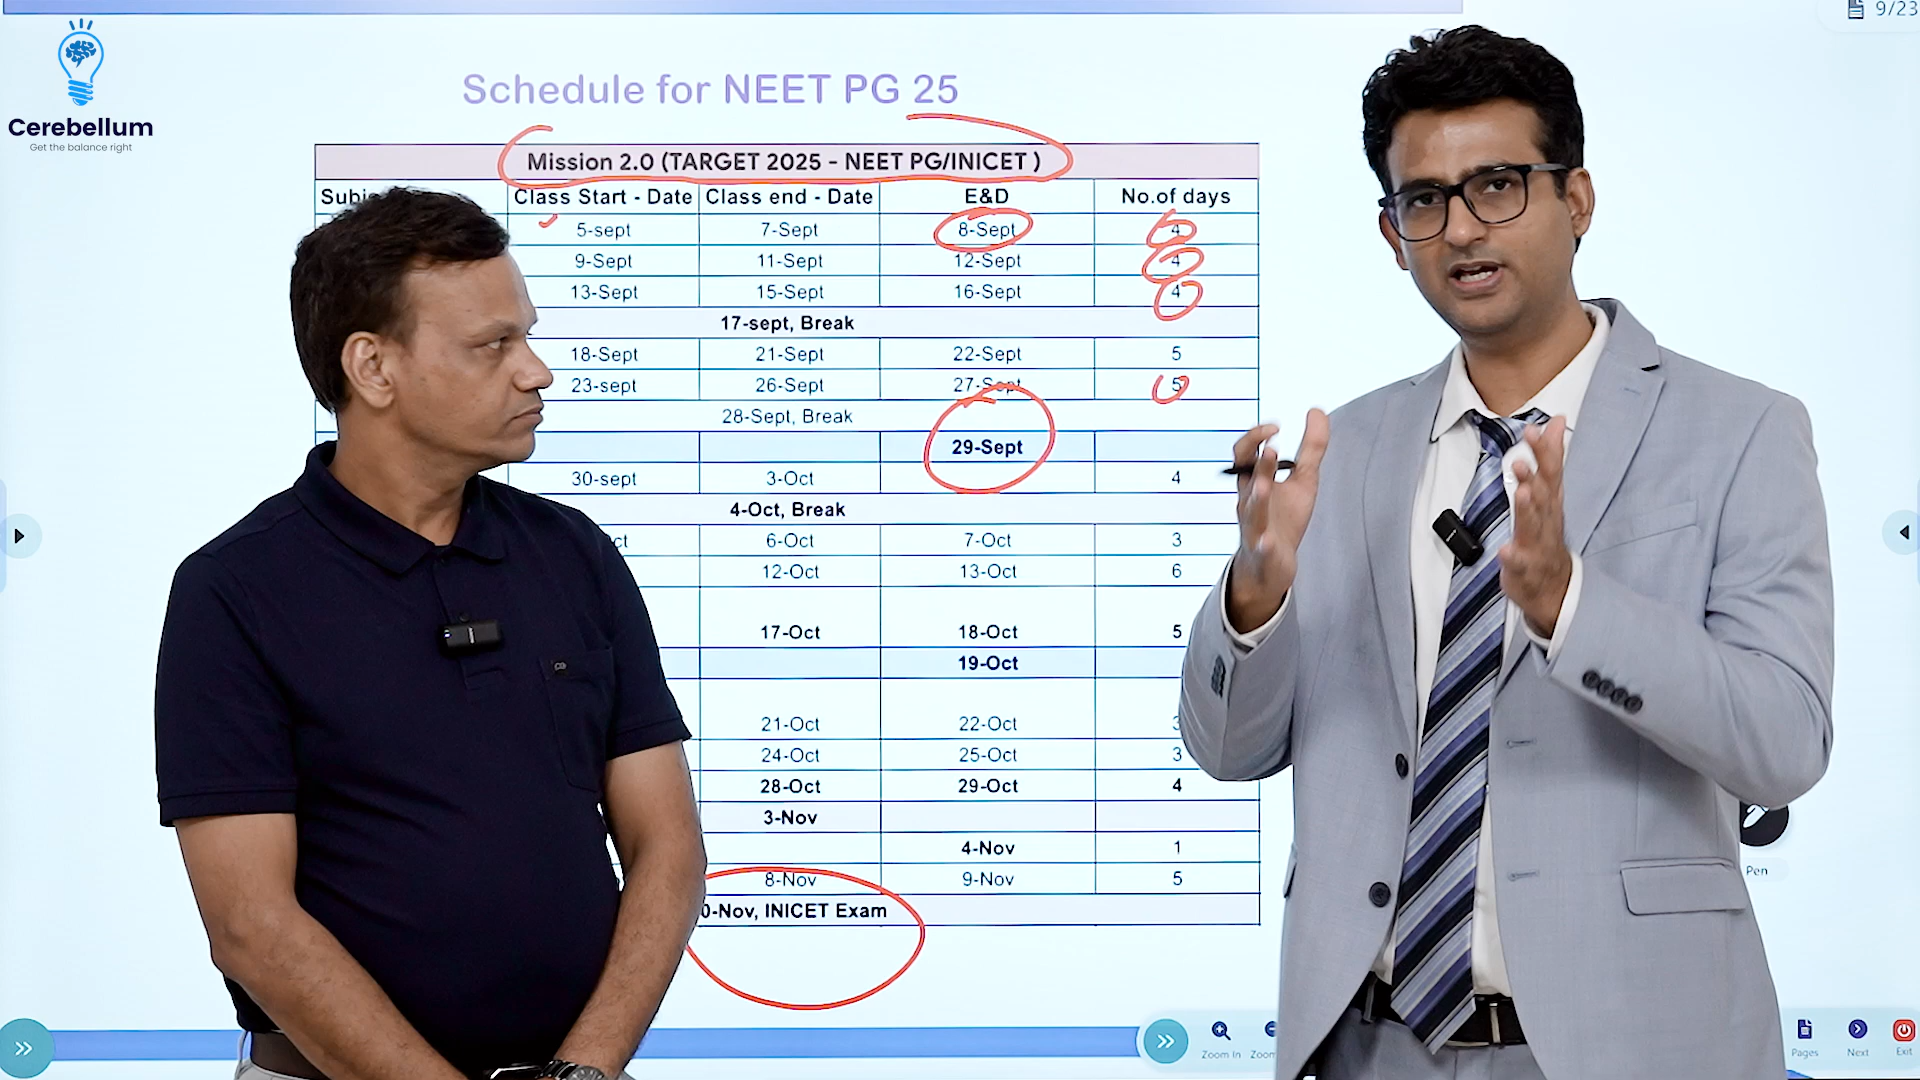 9/23
Cerebellum
Get the balance right
Schedule for NEET PG 25
Mission 2.0 (TARGET 2025 - NEET PG/INICET )
Class Start - Date Class end - Date E&D No.of days
5-sept 7-Sept 8-Sept 4
9-Sept 11-Sept 12-Sept 4
13-Sept 15-Sept 16-Sept 4
17-sept, Break
18-Sept 21-Sept 22-Sept 5
23-sept 26-Sept 27-Sept 5
28-Sept, Break
29-Sept
30-sept 3-Oct 4
4-Oct, Break
6-Oct 7-Oct 3
12-Oct 13-Oct 6
17-Oct 18-Oct 5
19-Oct
21-Oct 22-Oct 3
24-Oct 25-Oct 3
28-Oct 29-Oct 4
3-Nov
4-Nov 1
8-Nov 9-Nov 5
0-Nov, INICET Exam
Pen
Zoom In Zoom
Pages Next Exit